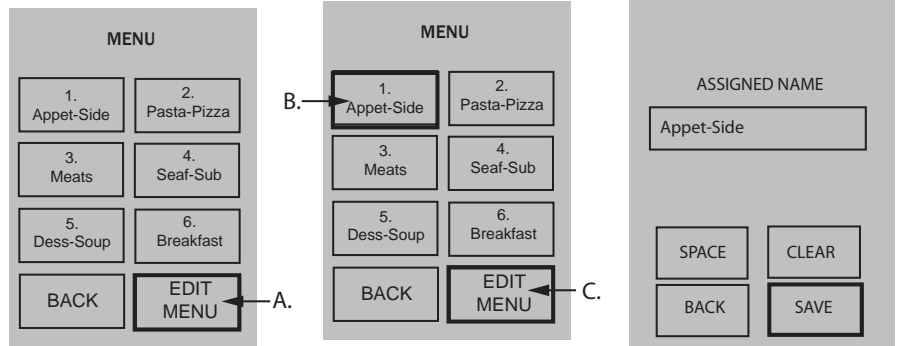 MENU
1.
Appet-Side
2.
Pasta-Pizza
3.
Meats
4.
Seaf-Sub
5.
Dess-Soup
6.
Breakfast
BACK
EDIT
MENU
A.
MENU
B.
1.
Appet-Side
2.
Pasta-Pizza
3.
Meats
4.
Seaf-Sub
5.
Dess-Soup
6.
Breakfast
BACK
EDIT
MENU
C.
ASSIGNED NAME
Appet-Side
SPACE
CLEAR
BACK
SAVE